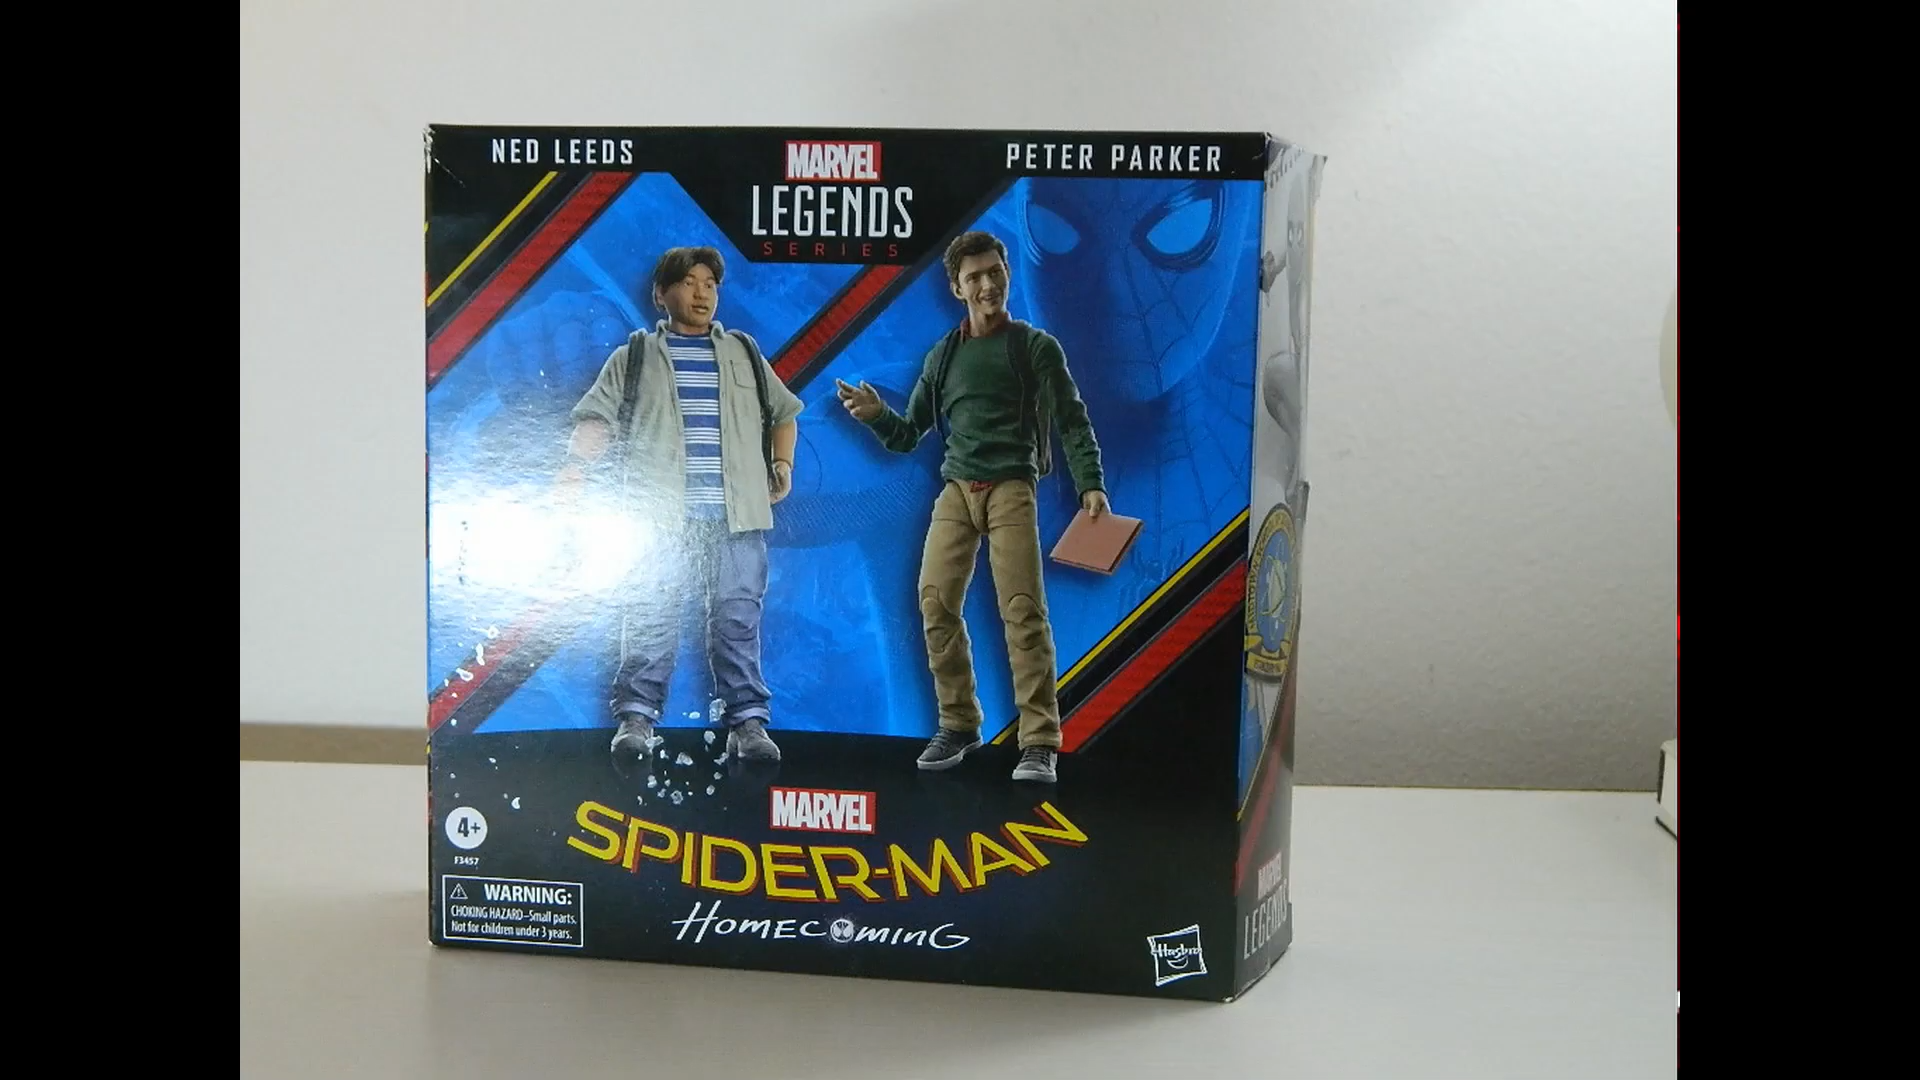 NED LEEDS
MARVEL
LEGENDS
SERIES
PETER PARKER
MARVEL
SPIDER-MAN
HOMECOMING
4+
F3457
WARNING:
CHOKING HAZARD–Small parts.
Not for children under 3 years.
Hasbro
MARVEL
LEGENDS